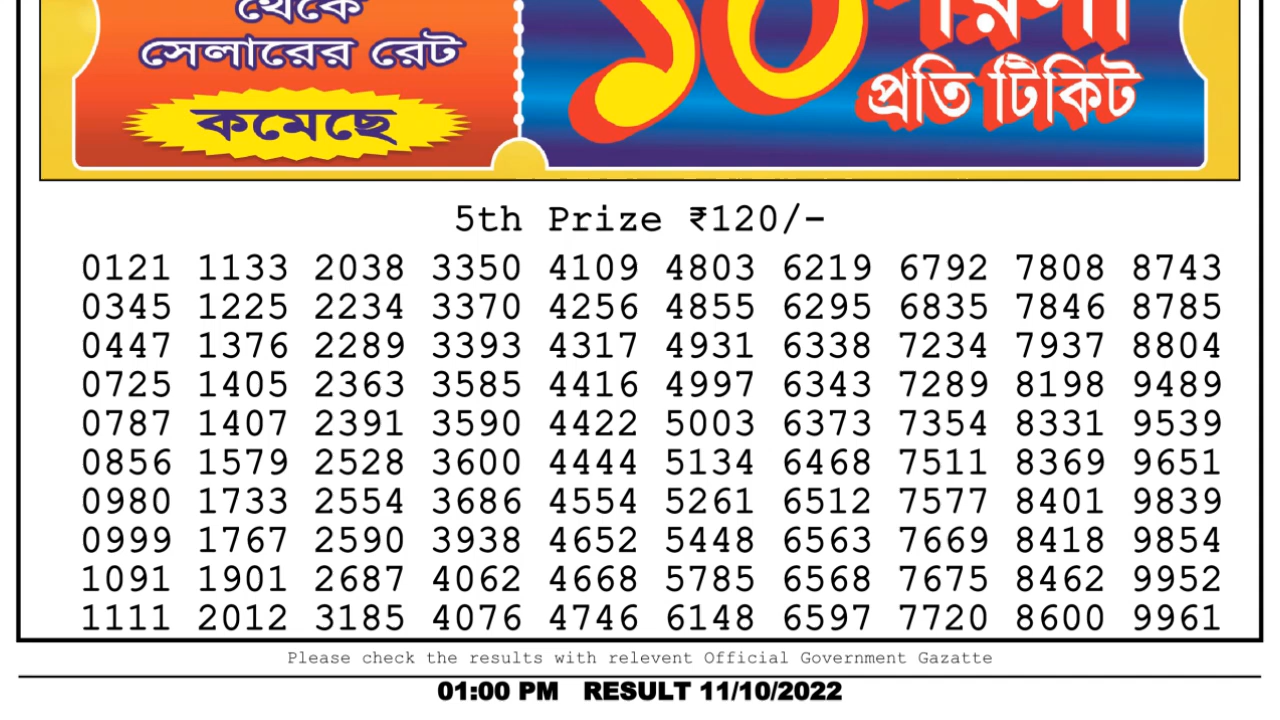 থেকে
সেলারের রেট
কমেছে
১০
পয়সা
প্রতি টিকিট
5th Prize ₹120/-
0121 1133 2038 3350 4109 4803 6219 6792 7808 8743
0345 1225 2234 3370 4256 4855 6295 6835 7846 8785
0447 1376 2289 3393 4317 4931 6338 7234 7937 8804
0725 1405 2363 3585 4416 4997 6343 7289 8198 9489
0787 1407 2391 3590 4422 5003 6373 7354 8331 9539
0856 1579 2528 3600 4444 5134 6468 7511 8369 9651
0980 1733 2554 3686 4554 5261 6512 7577 8401 9839
0999 1767 2590 3938 4652 5448 6563 7669 8418 9854
1091 1901 2687 4062 4668 5785 6568 7675 8462 9952
1111 2012 3185 4076 4746 6148 6597 7720 8600 9961
Please check the results with relevent Official Government Gazatte
01:00 PM RESULT 11/10/2022